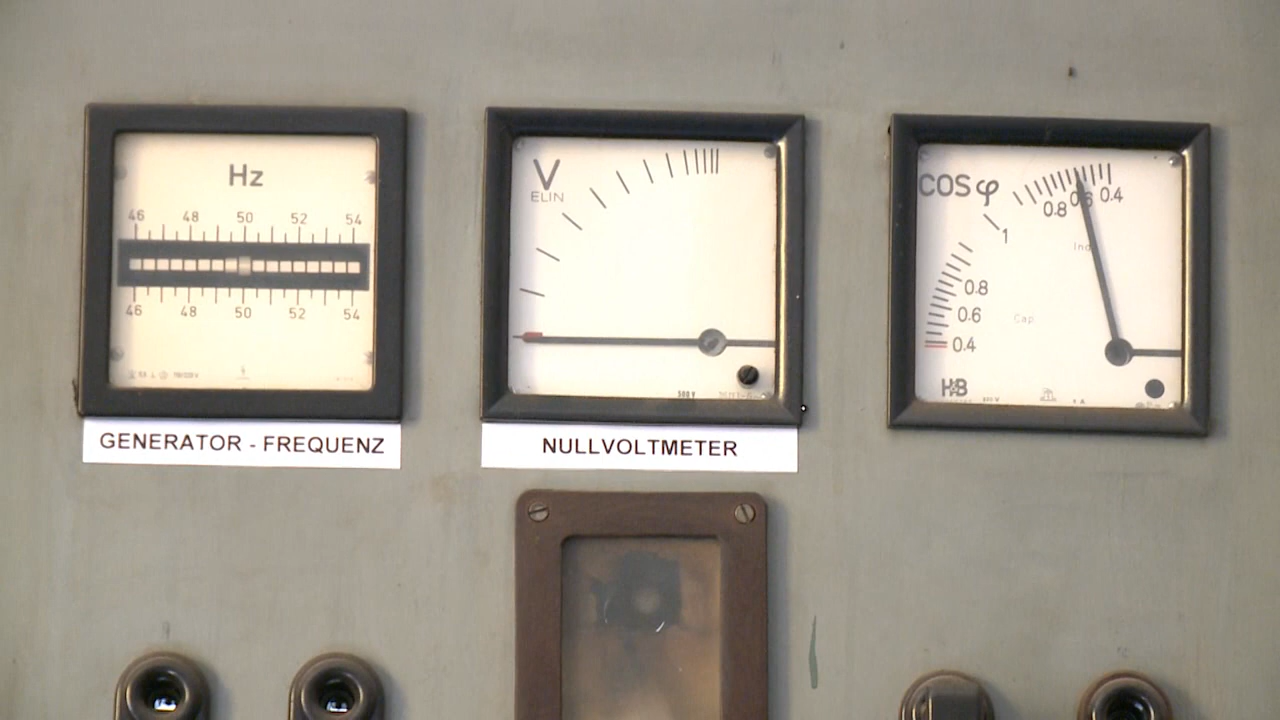 Hz
46 48 50 52 54
46 48 50 52 54
GENERATOR - FREQUENZ
V
ELIN
500 V
NULLVOLTMETER
COS φ
0.8 0.6 0.4
1
Ind
0.8
0.6
Cap
0.4
H&B